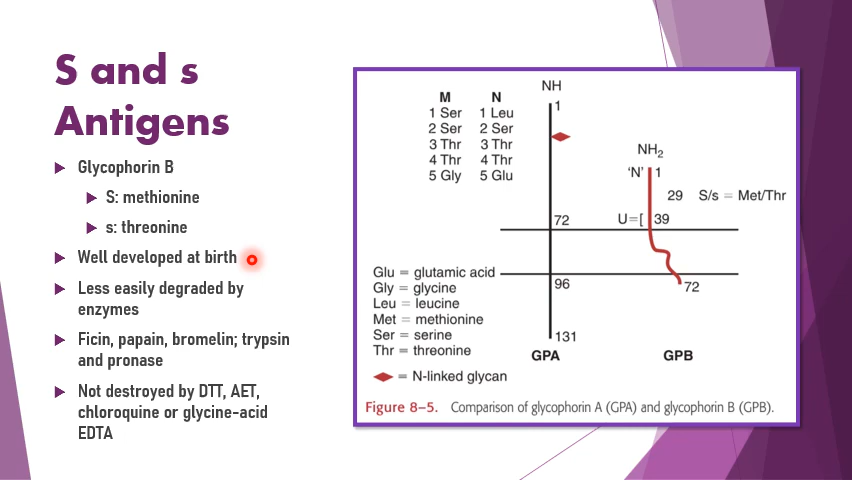 S and s
Antigens
Glycophorin B
S: methionine
s: threonine
Well developed at birth
Less easily degraded by
enzymes
Ficin, papain, bromelin; trypsin
and pronase
Not destroyed by DTT, AET,
chloroquine or glycine-acid
EDTA
NH
M N
1 Ser 1 Leu
2 Ser 2 Ser
3 Thr 3 Thr
4 Thr 4 Thr
5 Gly 5 Glu
1
NH2
'N' 1
29 S/s = Met/Thr
72
U=[ 39
Glu = glutamic acid
Gly = glycine
Leu = leucine
Met = methionine
Ser = serine
Thr = threonine
96
72
131
GPA GPB
= N-linked glycan
Figure 8–5. Comparison of glycophorin A (GPA) and glycophorin B (GPB).